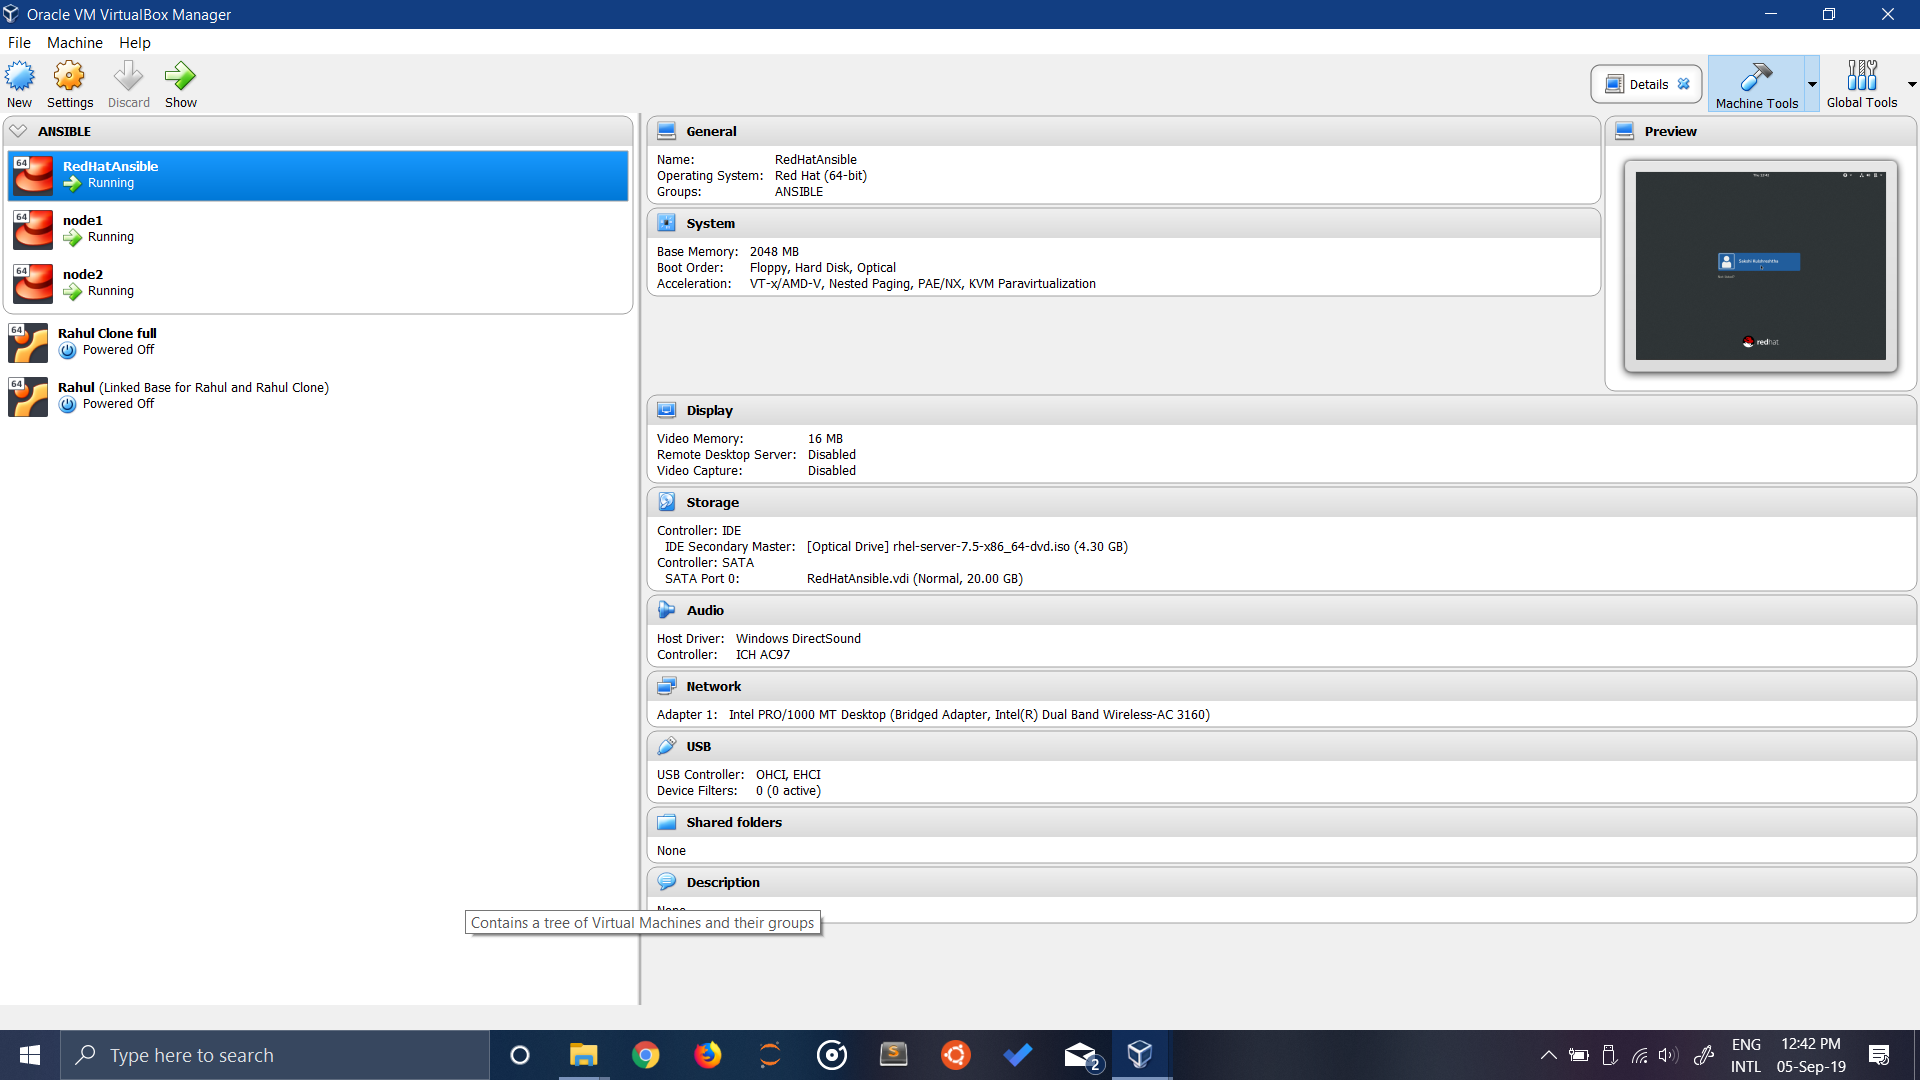 Oracle VM VirtualBox Manager
File Machine Help
New Settings Discard Show
Details
Machine Tools
Global Tools
ANSIBLE
64
RedHatAnsible
Running
64
node1
Running
64
node2
Running
64
Rahul Clone full
Powered Off
64
Rahul (Linked Base for Rahul and Rahul Clone)
Powered Off
General
Name: RedHatAnsible
Operating System: Red Hat (64-bit)
Groups: ANSIBLE
System
Base Memory: 2048 MB
Boot Order: Floppy, Hard Disk, Optical
Acceleration: VT-x/AMD-V, Nested Paging, PAE/NX, KVM Paravirtualization
Preview
redhat
Display
Video Memory: 16 MB
Remote Desktop Server: Disabled
Video Capture: Disabled
Storage
Controller: IDE
IDE Secondary Master: [Optical Drive] rhel-server-7.5-x86_64-dvd.iso (4.30 GB)
Controller: SATA
SATA Port 0: RedHatAnsible.vdi (Normal, 20.00 GB)
Audio
Host Driver: Windows DirectSound
Controller: ICH AC97
Network
Adapter 1: Intel PRO/1000 MT Desktop (Bridged Adapter, Intel(R) Dual Band Wireless-AC 3160)
USB
USB Controller: OHCI, EHCI
Device Filters: 0 (0 active)
Shared folders
None
Description
None
Contains a tree of Virtual Machines and their groups
Type here to search
S
2
ENG
INTL
12:42 PM
05-Sep-19